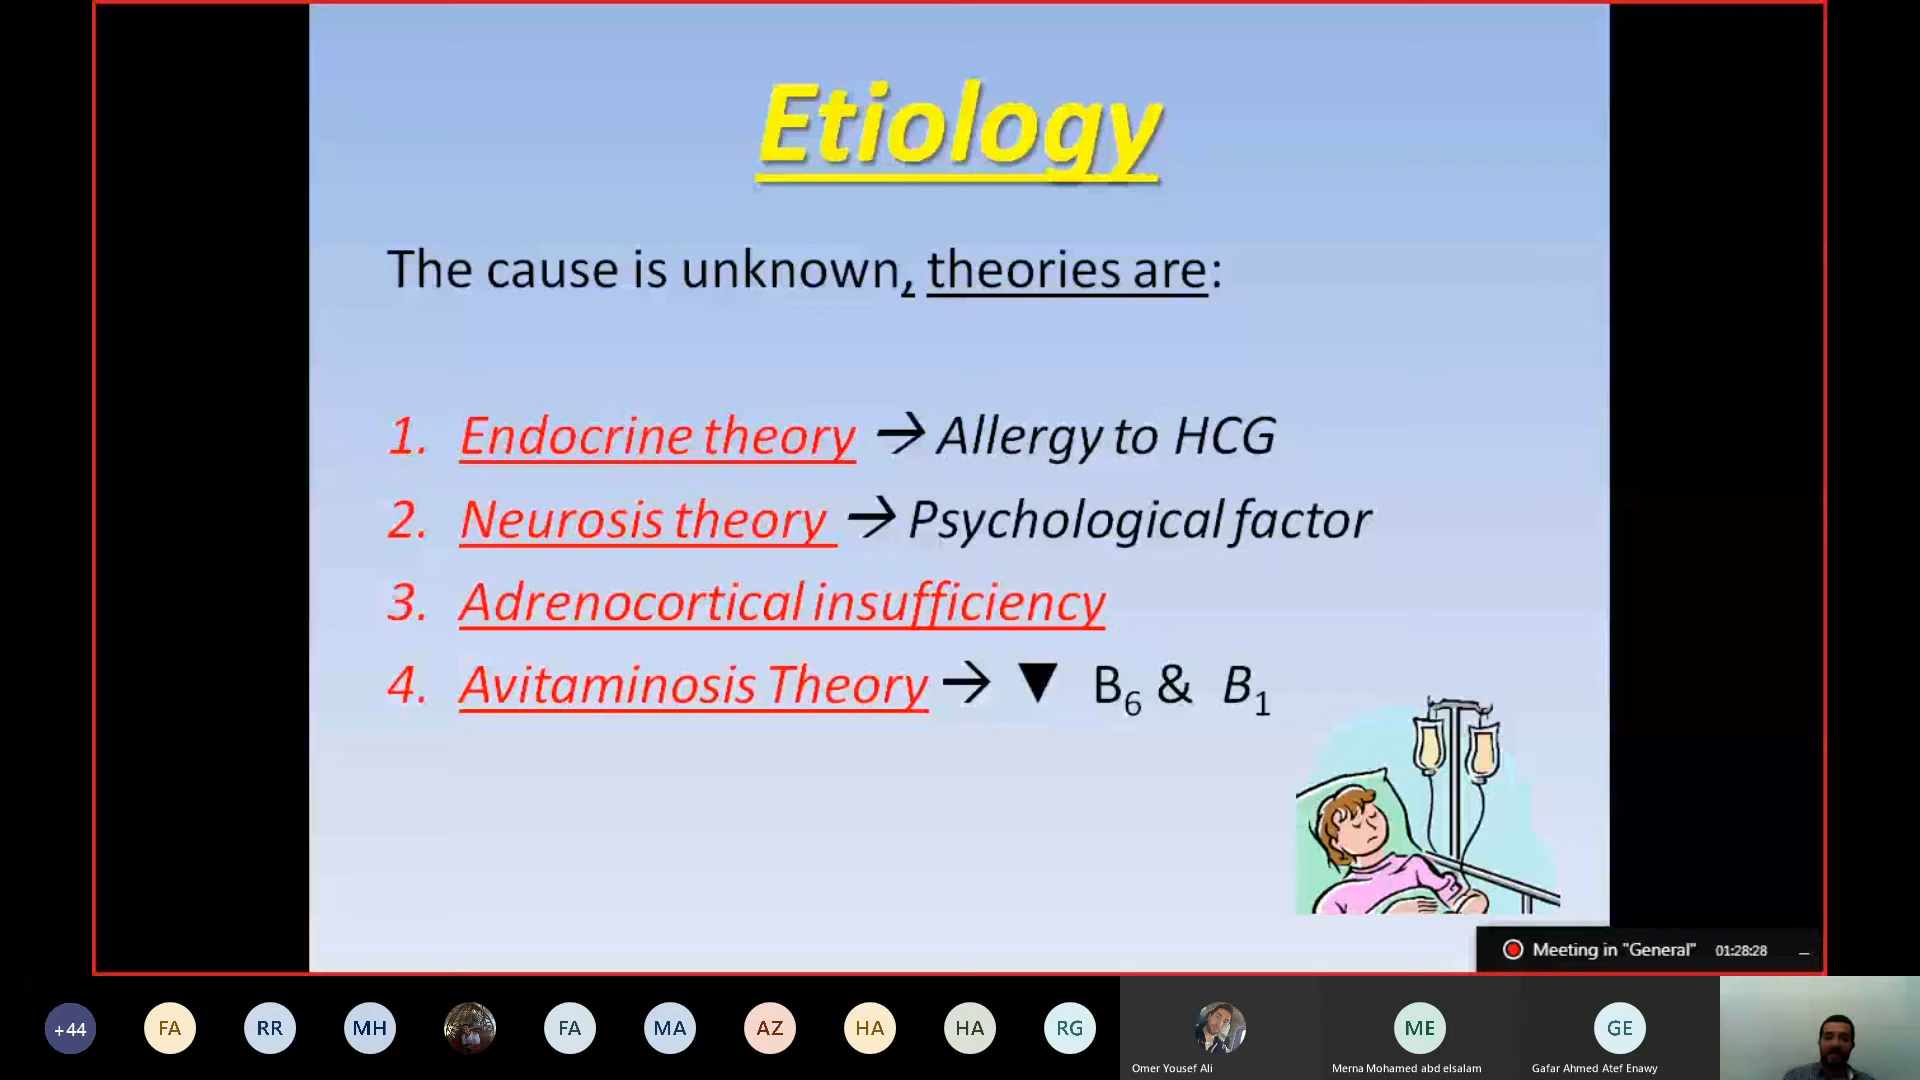 Etiology
The cause is unknown, theories are:
1. Endocrine theory → Allergy to HCG
2. Neurosis theory → Psychological factor
3. Adrenocortical insufficiency
4. Avitaminosis Theory → ▼ B₆ & B₁
Meeting in "General" 01:28:28
+44 FA RR MH FA MA AZ HA HA RG ME GE
Omer Yousef Ali Merna Mohamed abd elsalam Gafar Ahmed Atef Enawy